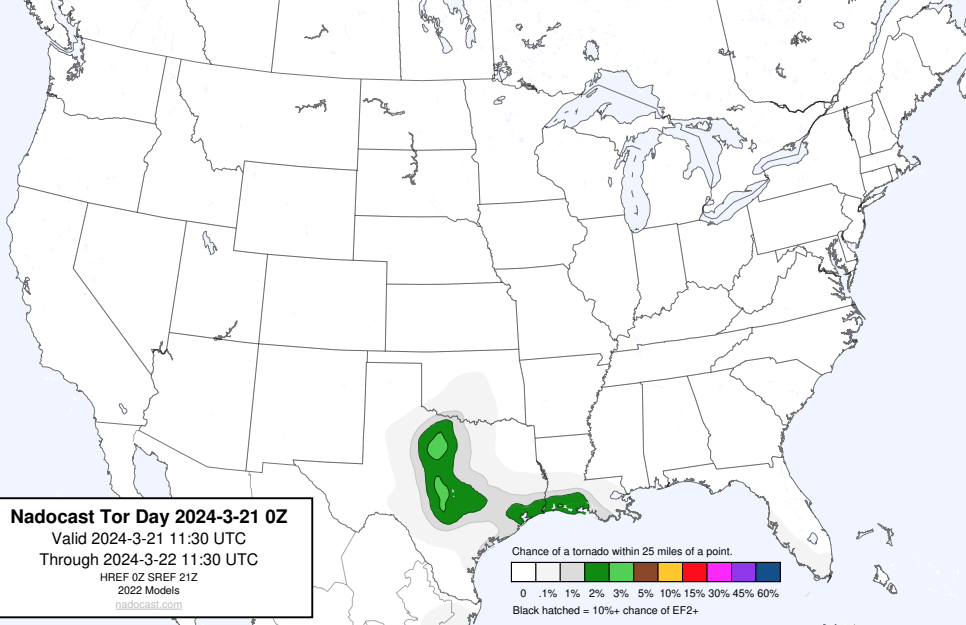 Nadocast Tor Day 2024-3-21 0Z
Valid 2024-3-21 11:30 UTC
Through 2024-3-22 11:30 UTC
HREF 0Z SREF 21Z
2022 Models
nadocast.com
Chance of a tornado within 25 miles of a point.
0 .1% 1% 2% 3% 5% 10% 15% 30% 45% 60%
Black hatched = 10%+ chance of EF2+